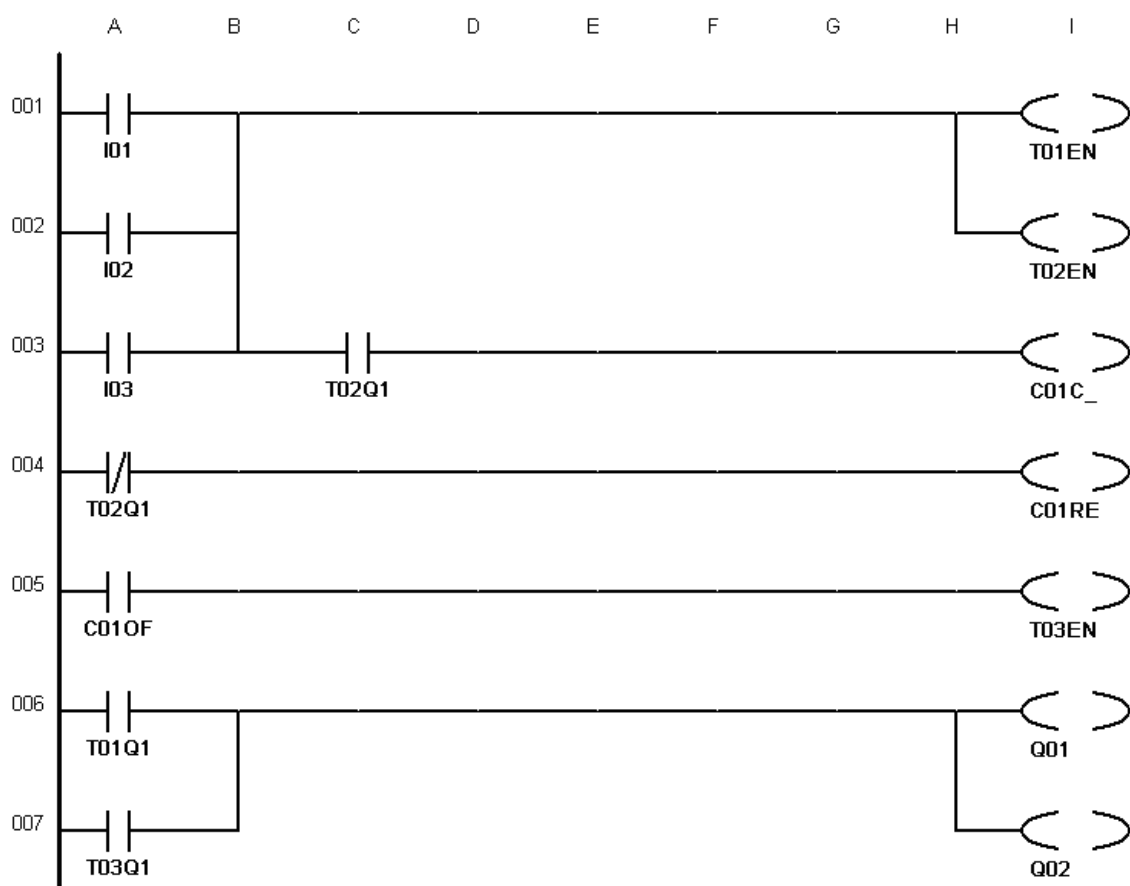 A B C D E F G H I
001
I01 T01EN
002
I02 T02EN
003
I03 T02Q1 C01C_
004
T02Q1 C01RE
005
C01OF T03EN
006
T01Q1 Q01
007
T03Q1 Q02